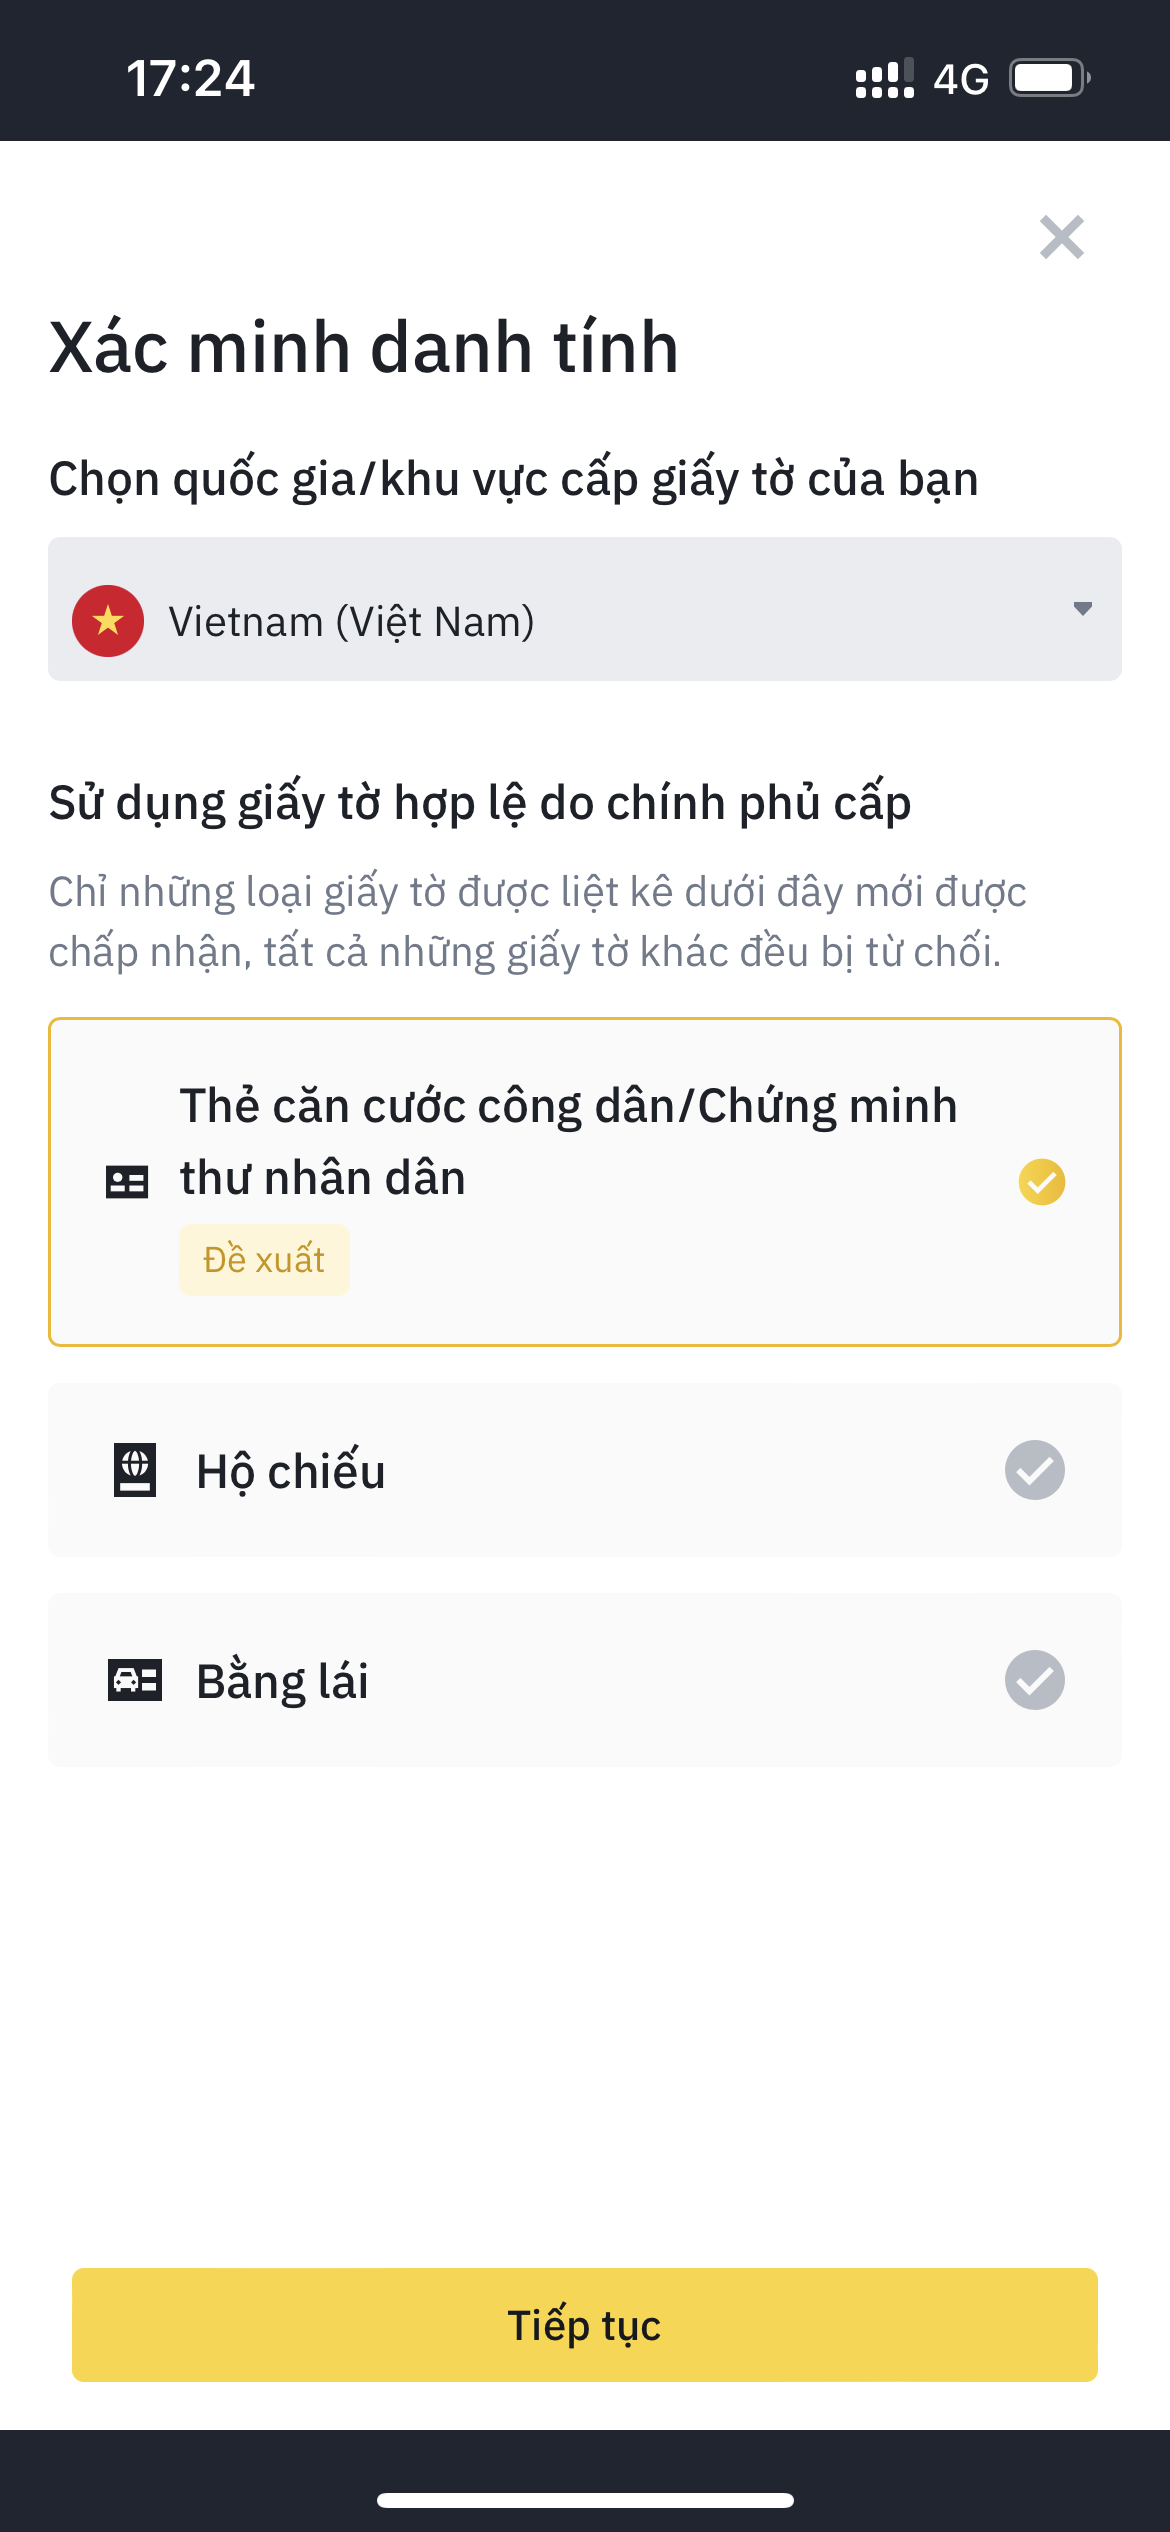 17:24
4G
Xác minh danh tính
Chọn quốc gia/khu vực cấp giấy tờ của bạn
Vietnam (Việt Nam)
Sử dụng giấy tờ hợp lệ do chính phủ cấp
Chỉ những loại giấy tờ được liệt kê dưới đây mới được
chấp nhận, tất cả những giấy tờ khác đều bị từ chối.
Thẻ căn cước công dân/Chứng minh
thư nhân dân
Đề xuất
Hộ chiếu
Bằng lái
Tiếp tục